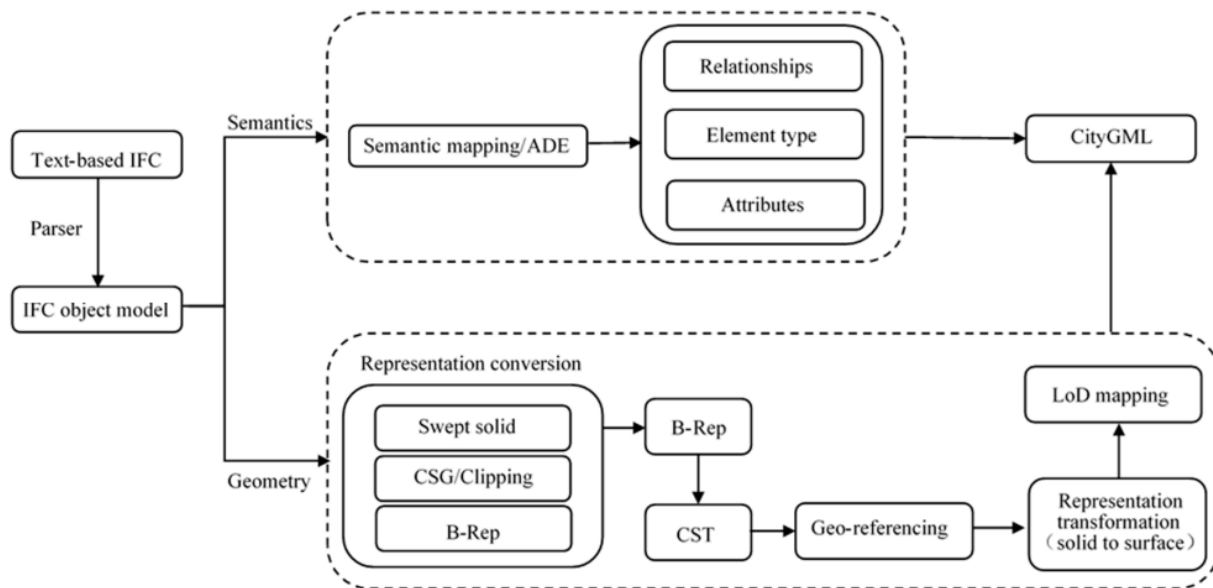 Text-based IFC
Parser
IFC object model
Semantics
Semantic mapping/ADE
Relationships
Element type
Attributes
CityGML
Geometry
Representation conversion
Swept solid
CSG/Clipping
B-Rep
B-Rep
CST
Geo-referencing
Representation
transformation
（solid to surface）
LoD mapping